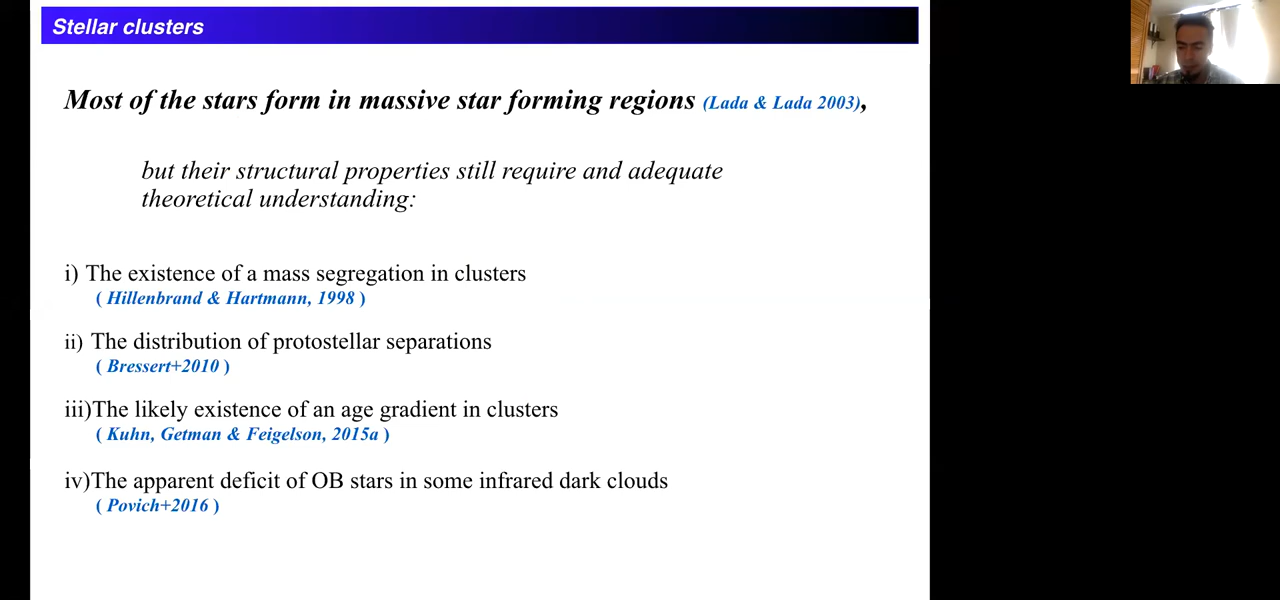 Stellar clusters
Most of the stars form in massive star forming regions (Lada & Lada 2003),
but their structural properties still require and adequate
theoretical understanding:
i) The existence of a mass segregation in clusters
( Hillenbrand & Hartmann, 1998 )
ii) The distribution of protostellar separations
( Bressert+2010 )
iii)The likely existence of an age gradient in clusters
( Kuhn, Getman & Feigelson, 2015a )
iv)The apparent deficit of OB stars in some infrared dark clouds
( Povich+2016 )